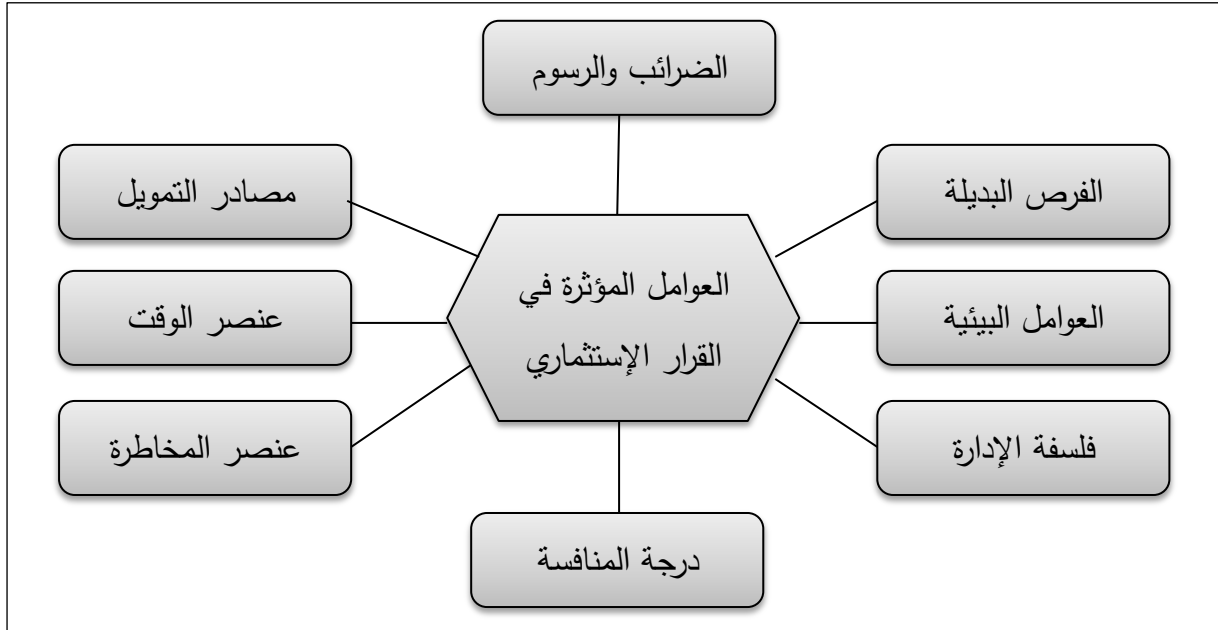 الضرائب والرسوم
الفرص البديلة
مصادر التمويل
العوامل المؤثرة في
القرار الإستثماري
العوامل البيئية
عنصر الوقت
فلسفة الإدارة
عنصر المخاطرة
درجة المنافسة